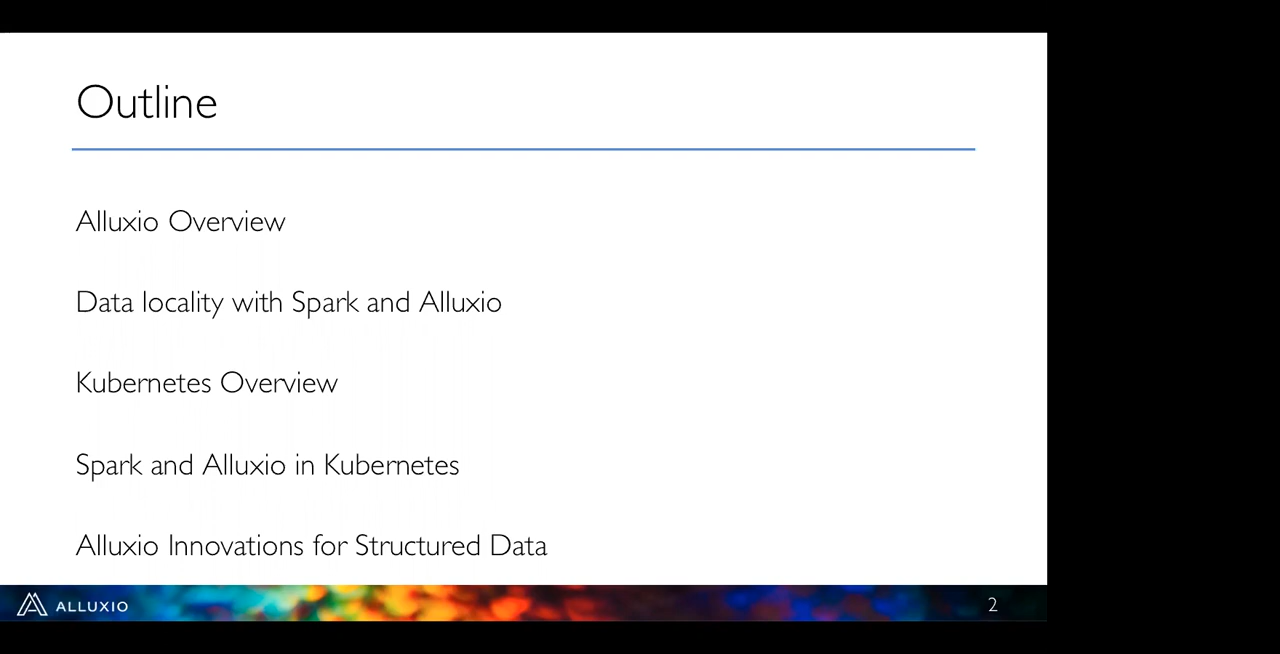 Outline
Alluxio Overview
Data locality with Spark and Alluxio
Kubernetes Overview
Spark and Alluxio in Kubernetes
Alluxio Innovations for Structured Data
ALLUXIO
2